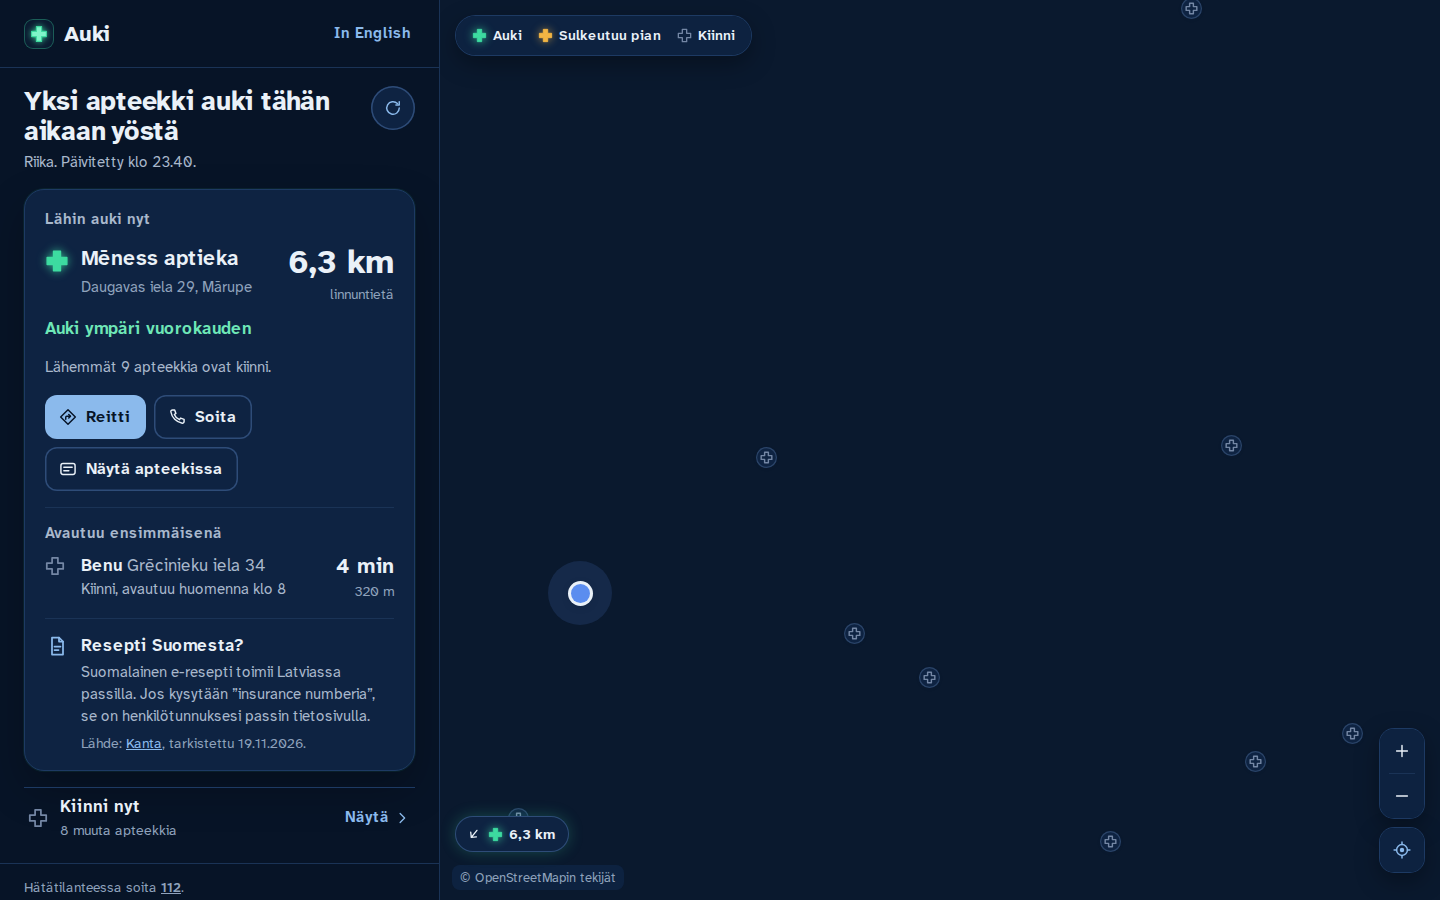 Auki
In English
Yksi apteekki auki tähän
aikaan yöstä
Riika. Päivitetty klo 23.40.
Lähin auki nyt
Mēness aptieka
6,3 km
Daugavas iela 29, Mārupe
linnuntietä
Auki ympäri vuorokauden
Lähemmät 9 apteekkia ovat kiinni.
Reitti
Soita
Näytä apteekissa
Avautuu ensimmäisenä
Benu Grēcinieku iela 34
4 min
Kiinni, avautuu huomenna klo 8
320 m
Resepti Suomesta?
Suomalainen e-resepti toimii Latviassa
passilla. Jos kysytään ”insurance numberia”,
se on henkilötunnuksesi passin tietosivulla.
Lähde: Kanta, tarkistettu 19.11.2026.
Kiinni nyt
8 muuta apteekkia
Näytä
Hätätilanteessa soita 112.
Auki
Sulkeutuu pian
Kiinni
6,3 km
© OpenStreetMapin tekijät